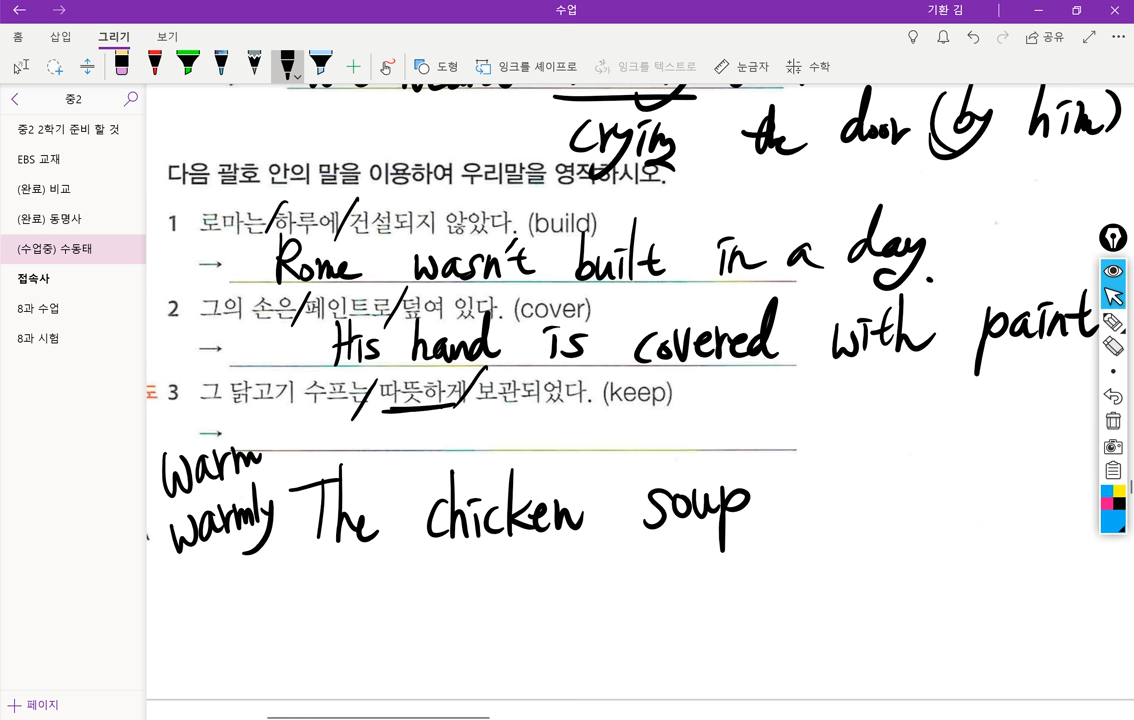 수업
기환 김
홈 삽입 그리기 보기
공유
도형 잉크를 셰이프로 잉크를 텍스트로 눈금자 수학
중2
중2 2학기 준비 할 것
EBS 교재
(완료) 비교
(완료) 동명사
(수업중) 수동태
접속사
8과 수업
8과 시험
페이지
crying the door (by him)
다음 괄호 안의 말을 이용하여 우리말을 영작하시오.
1 로마는/하루에/건설되지 않았다. (build)
→ Rome wasn't built in a day.
2 그의 손은/페인트로/덮여 있다. (cover)
→ His hand is covered with paint
3 그 닭고기 수프는/따뜻하게/보관되었다. (keep)
→
warm
warmly The chicken soup